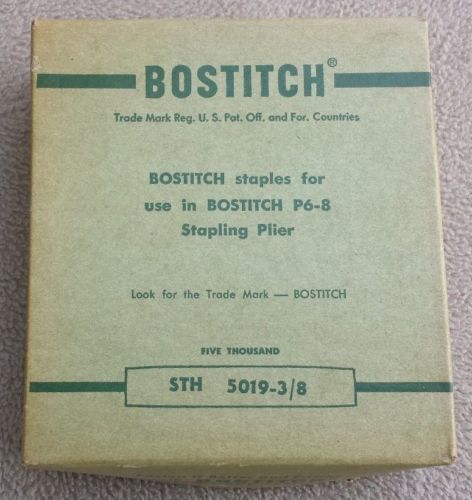 BOSTITCH®
Trade Mark Reg. U. S. Pat. Off. and For. Countries
BOSTITCH staples for
use in BOSTITCH P6-8
Stapling Plier
Look for the Trade Mark — BOSTITCH
FIVE THOUSAND
STH 5019-3/8